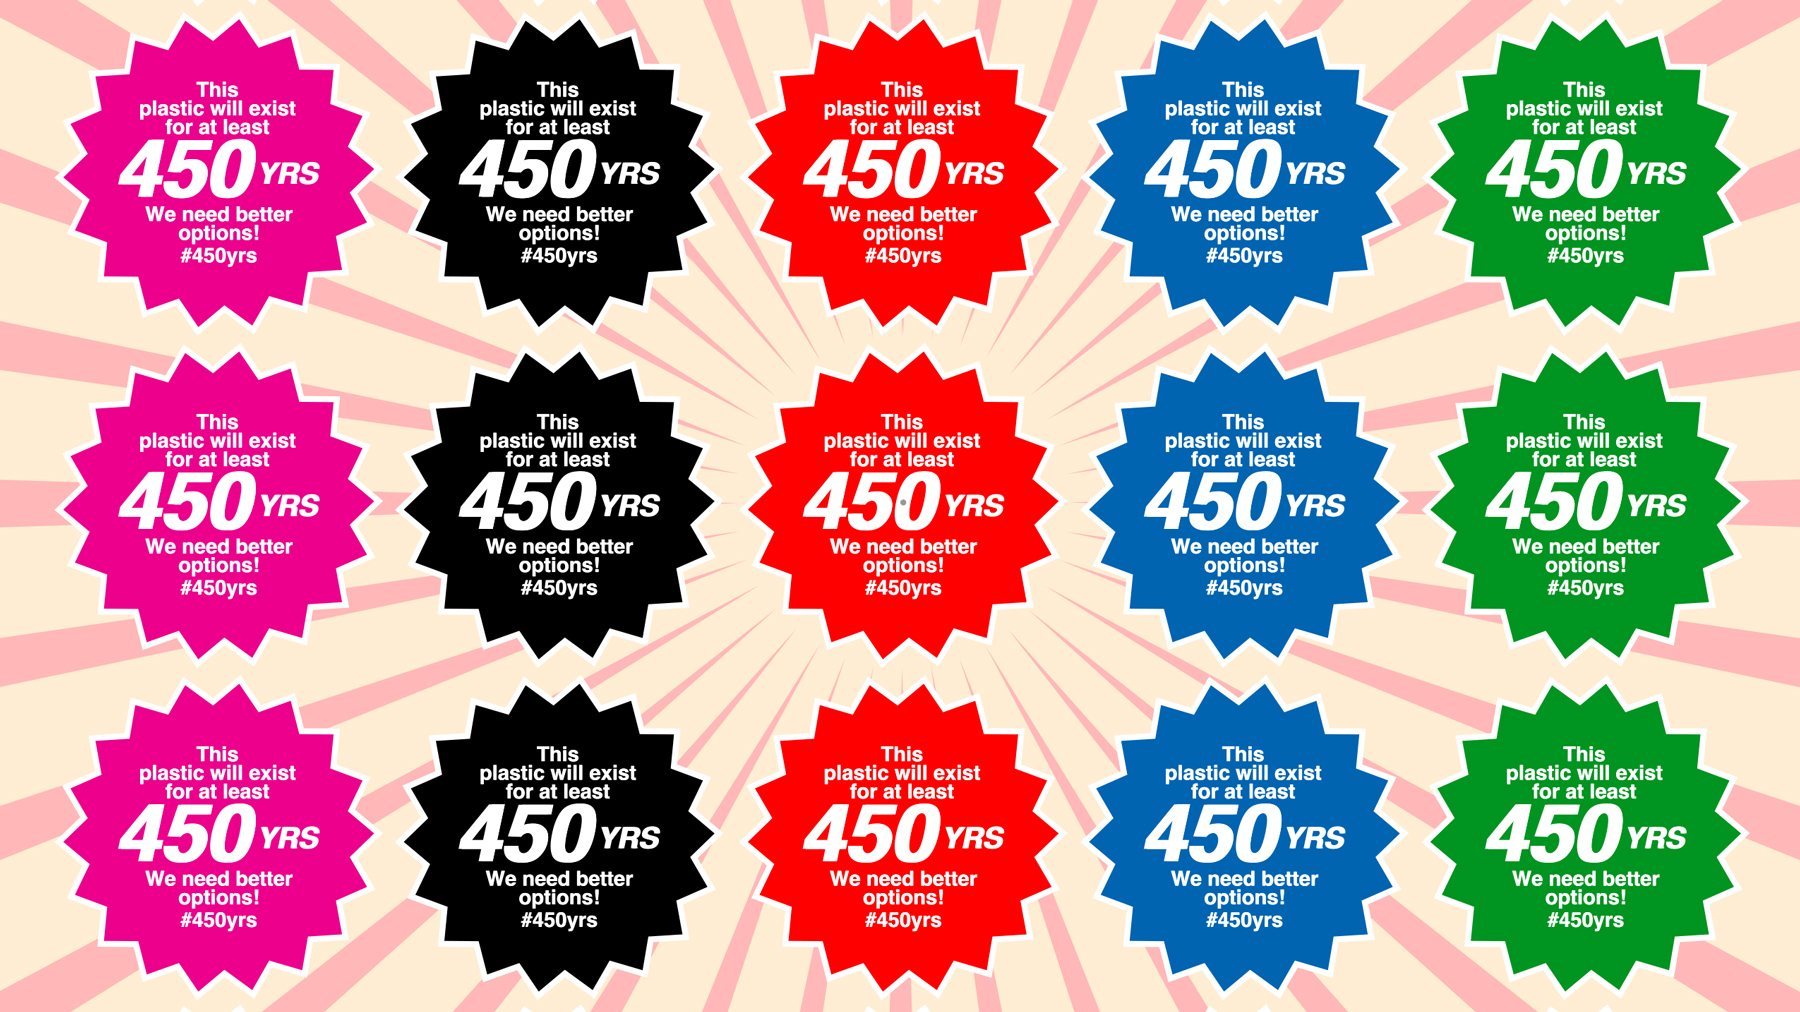 This
plastic will exist
for at least
450 YRS
We need better
options!
#450yrs
This
plastic will exist
for at least
450 YRS
We need better
options!
#450yrs
This
plastic will exist
for at least
450 YRS
We need better
options!
#450yrs
This
plastic will exist
for at least
450 YRS
We need better
options!
#450yrs
This
plastic will exist
for at least
450 YRS
We need better
options!
#450yrs
This
plastic will exist
for at least
450 YRS
We need better
options!
#450yrs
This
plastic will exist
for at least
450 YRS
We need better
options!
#450yrs
This
plastic will exist
for at least
450 YRS
We need better
options!
#450yrs
This
plastic will exist
for at least
450 YRS
We need better
options!
#450yrs
This
plastic will exist
for at least
450 YRS
We need better
options!
#450yrs
This
plastic will exist
for at least
450 YRS
We need better
options!
#450yrs
This
plastic will exist
for at least
450 YRS
We need better
options!
#450yrs
This
plastic will exist
for at least
450 YRS
We need better
options!
#450yrs
This
plastic will exist
for at least
450 YRS
We need better
options!
#450yrs
This
plastic will exist
for at least
450 YRS
We need better
options!
#450yrs